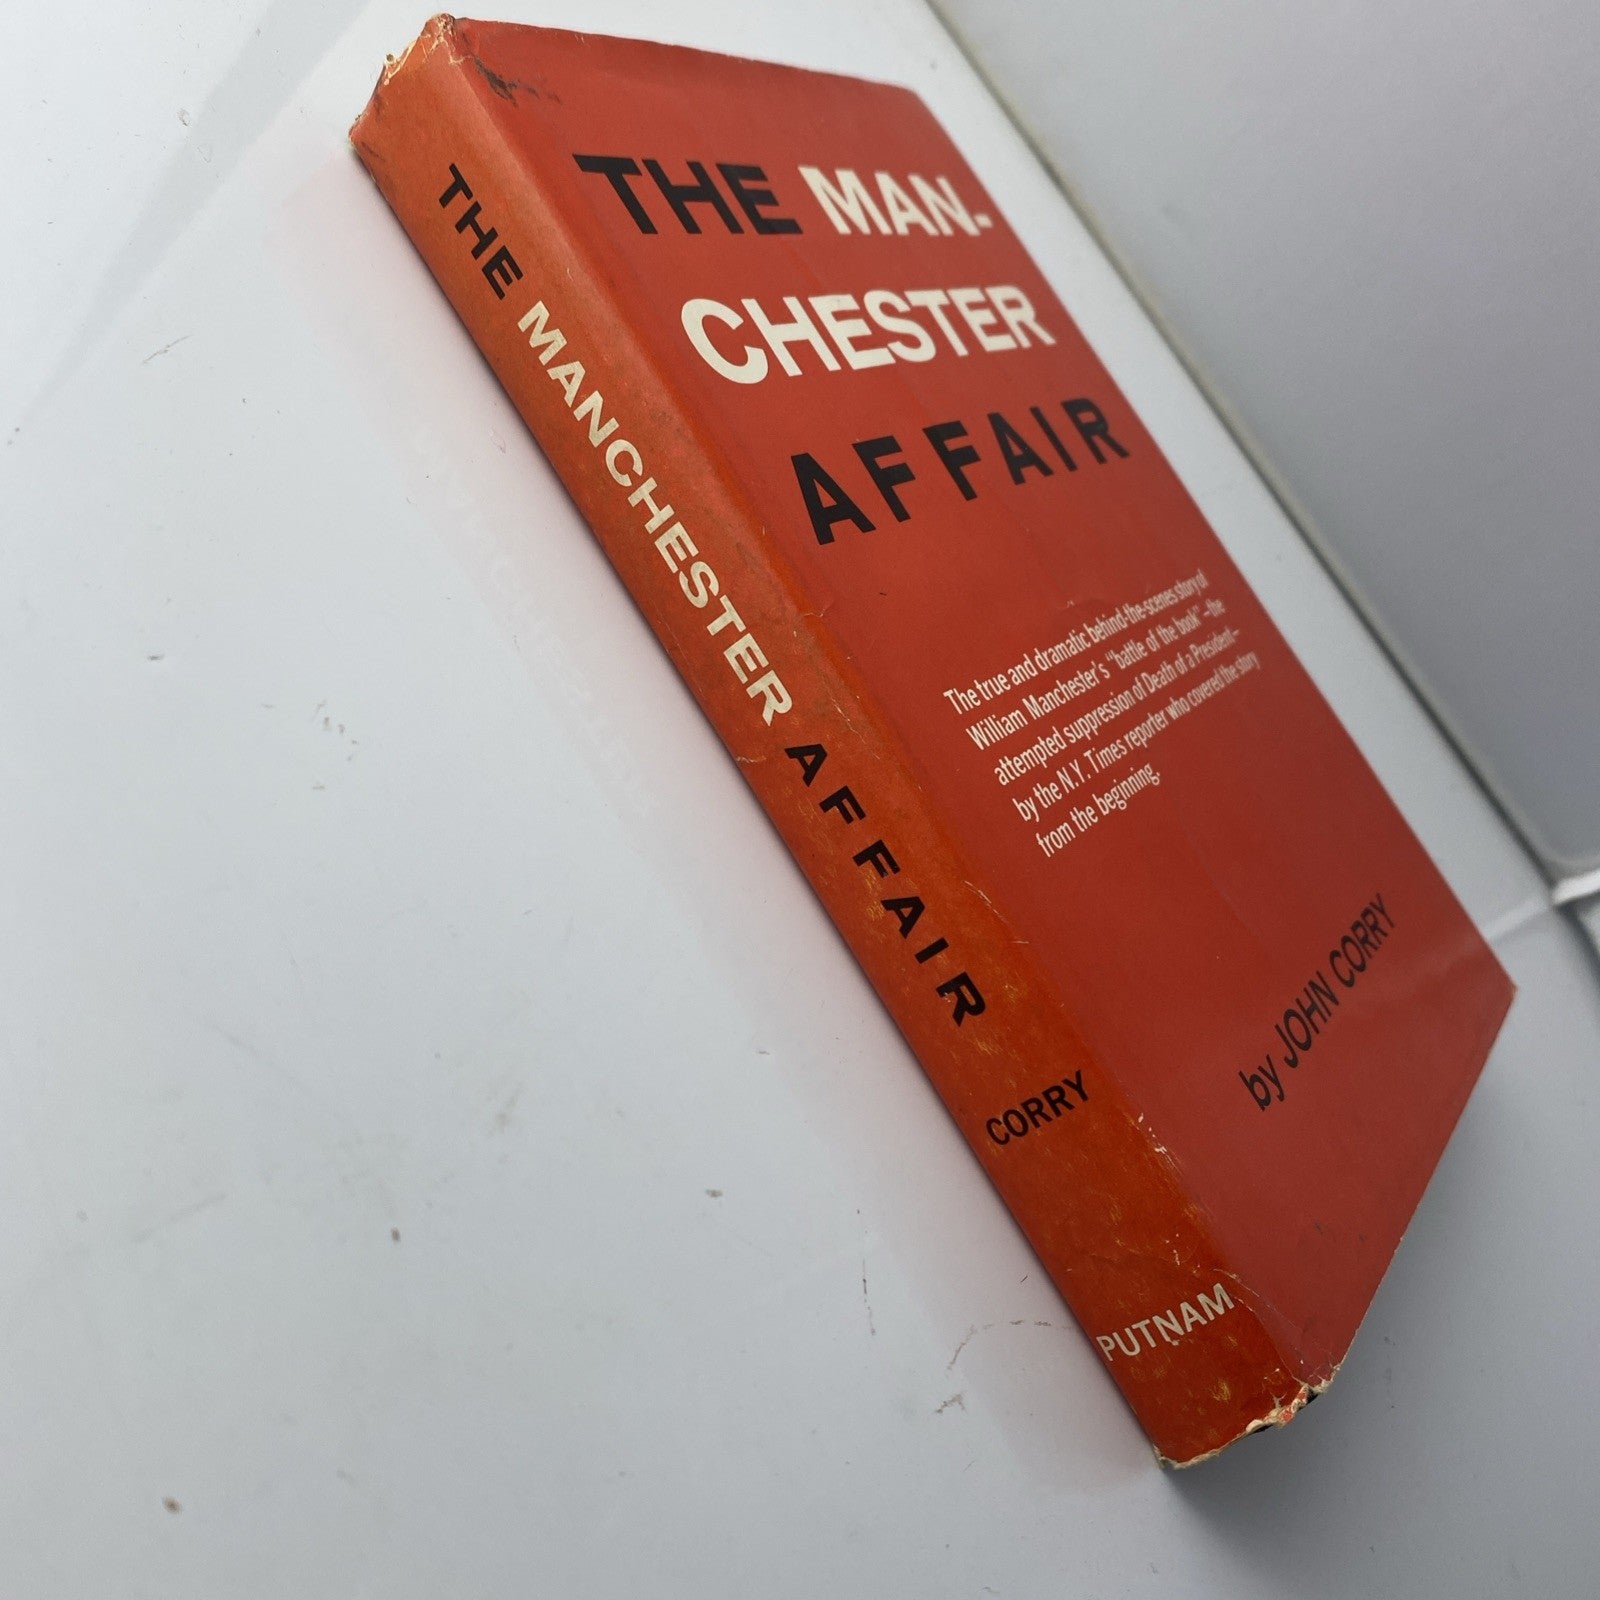 THE MANCHESTER AFFAIR
CORRY
PUTNAM
THE MAN-
CHESTER
AFFAIR
The true and dramatic behind-the-scenes story of
William Manchester's "battle of the book"—the
attempted suppression of Death of a President—
by the N.Y. Times reporter who covered the story
from the beginning.
by JOHN CORRY